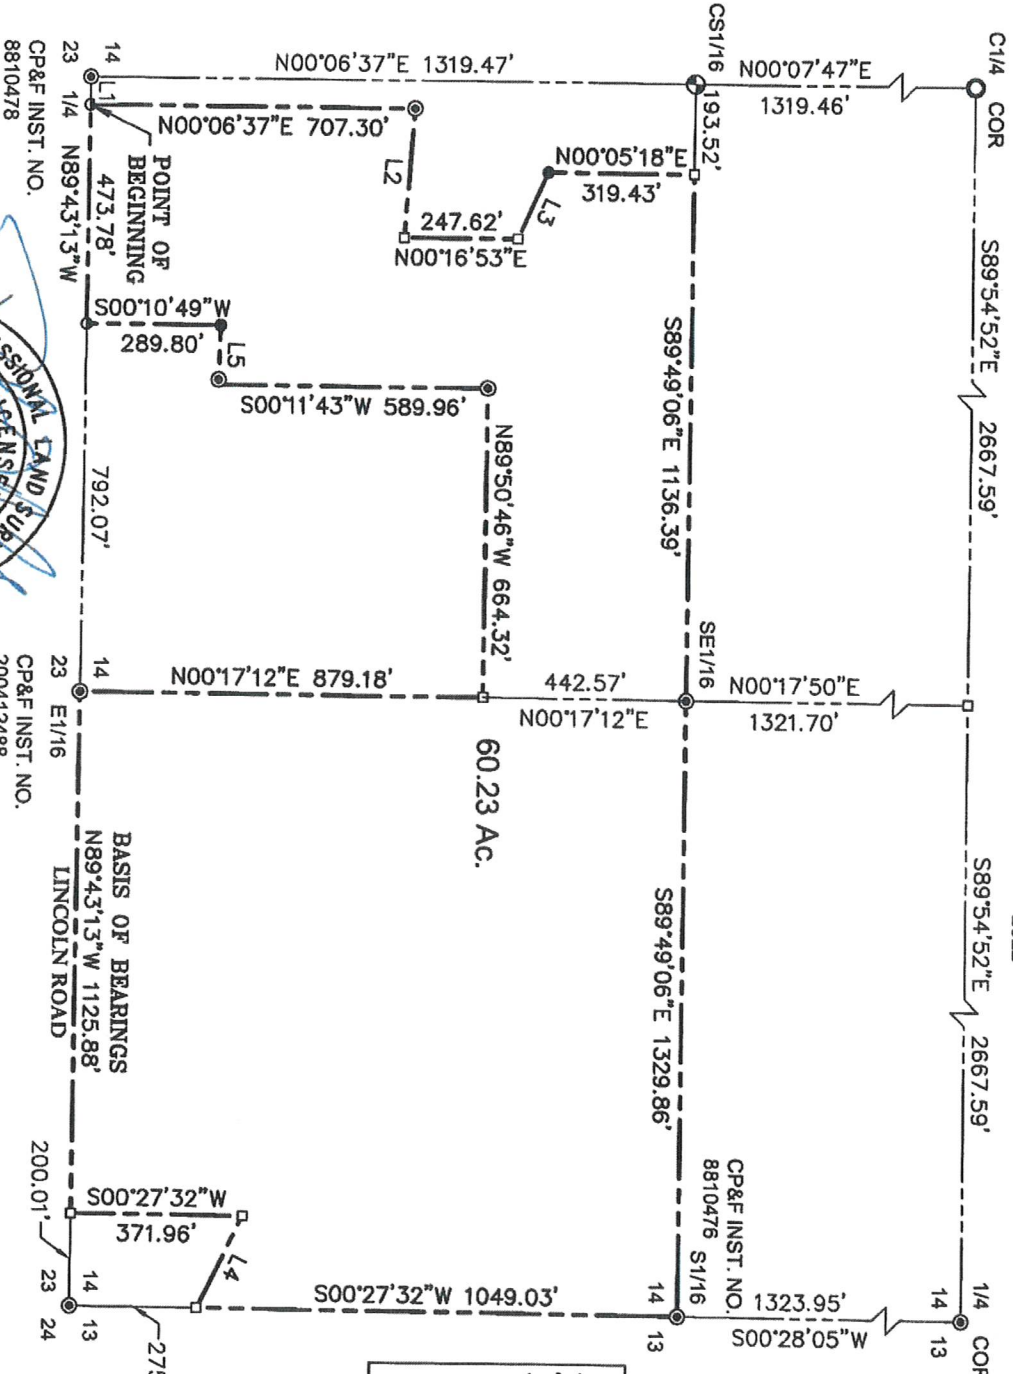 C1/4 COR
S89°54'52"E 2667.59'
S89°54'52"E 2667.59'
1/4 COR
14
13
N00°07'47"E
1319.46'
N00°17'50"E
1321.70'
1323.95'
S00°28'05"W
CS1/16
193.52'
S89°49'06"E 1136.39'
SE1/16
S89°49'06"E 1329.86'
CP&F INST. NO.
8810476 S1/16
14
13
N00°06'37"E 1319.47'
N00°06'37"E 707.30'
L2
247.62'
N00°16'53"E
L3
N00°05'18"E
319.43'
442.57'
N00°17'12"E
N89°50'46"W 664.32'
60.23 Ac.
S00°11'43"W 589.96'
L5
S00°10'49"W
289.80'
N00°17'12"E 879.18'
S00°27'32"W 1049.03'
L4
S00°27'32"W
371.96'
275
POINT OF
BEGINNING
14
23
L1
1/4
473.78'
N89°43'13"W
CP&F INST. NO.
8810478
792.07'
14
23
E1/16
CP&F INST. NO.
BASIS OF BEARINGS
N89°43'13"W 1125.88'
LINCOLN ROAD
200.01'
14
13
23
24
LAND